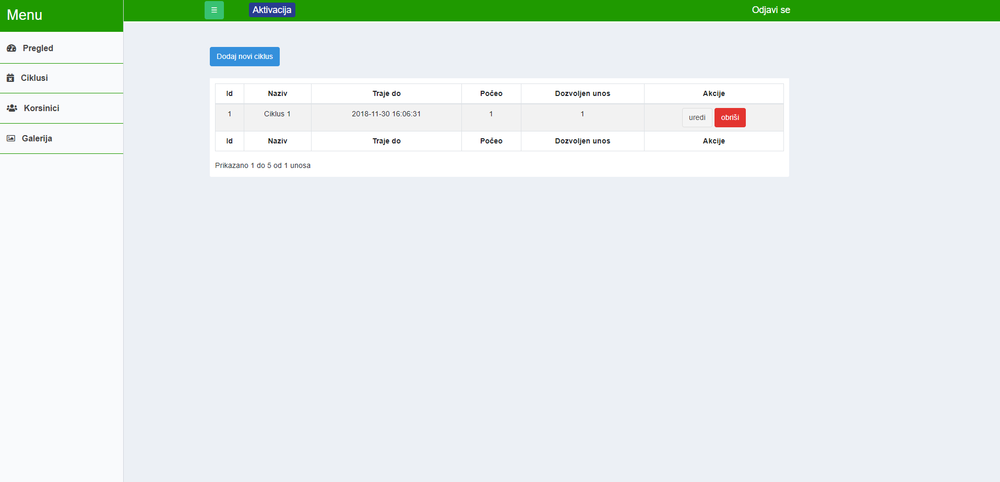 Menu
Aktivacija
Odjavi se
Pregled
Ciklusi
Korsinici
Galerija
Dodaj novi ciklus
Id Naziv Traje do Počeo Dozvoljen unos Akcije
1 Ciklus 1 2018-11-30 16:06:31 1 1 uredi obriši
Id Naziv Traje do Počeo Dozvoljen unos Akcije
Prikazano 1 do 5 od 1 unosa